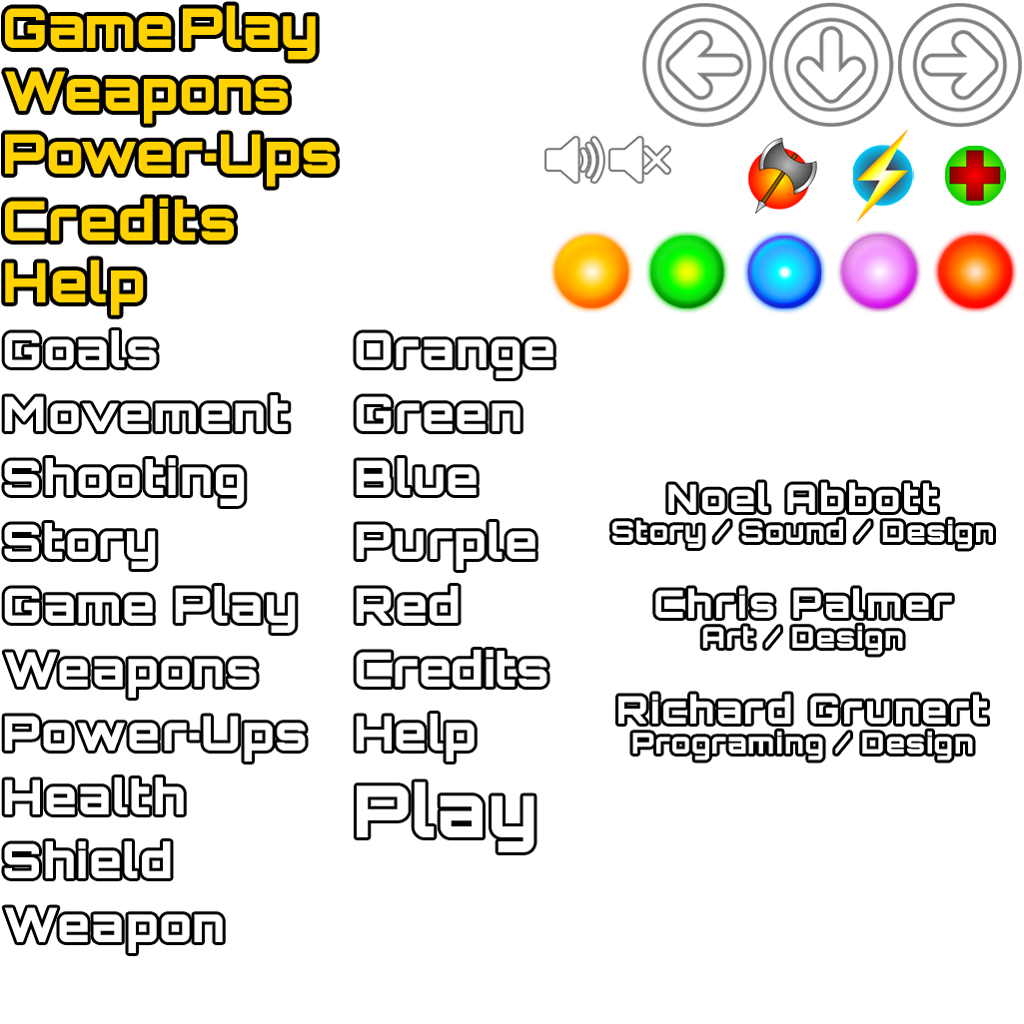 Game Play
Weapons
Power-Ups
Credits
Help
Goals
Movement
Shooting
Story
Game Play
Weapons
Power-Ups
Health
Shield
Weapon
Orange
Green
Blue
Purple
Red
Credits
Help
Play
Noel Abbott
Story / Sound / Design
Chris Palmer
Art / Design
Richard Grunert
Programing / Design